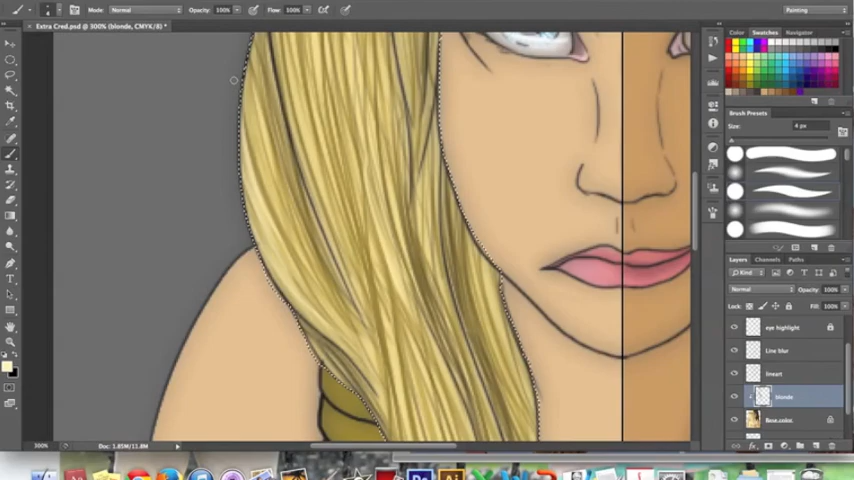 Mode: Normal Opacity: 100% Flow: 100% Painting
Extra Cred.psd @ 300% (blonde, CMYK/8) *
Color Swatches Navigator
Brush Presets
Size: 4 px
Layers Channels Paths
Kind
Normal Opacity: 100%
Lock: Fill: 100%
eye highlight
Line blur
lineart
blonde
Base color
300% Doc: 1.85M/11.8M
Ps Ai